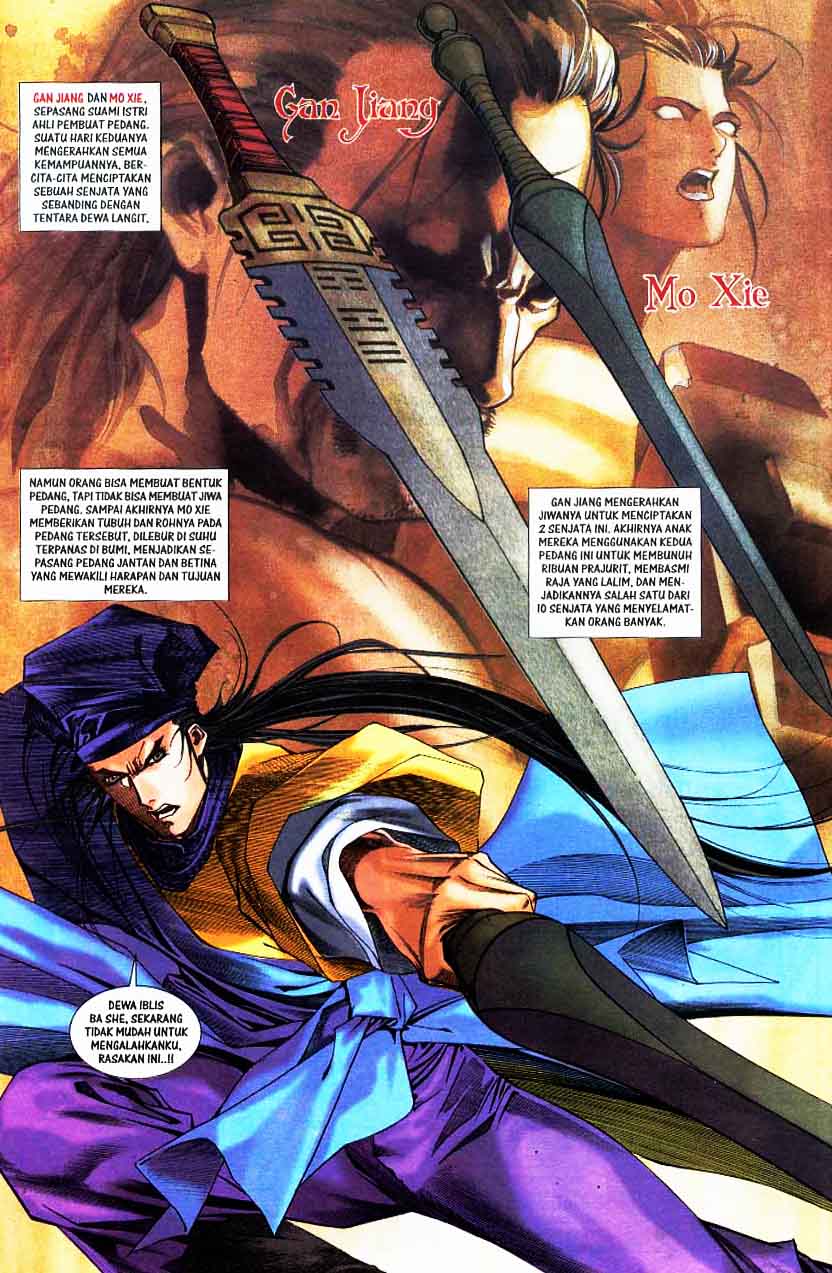 Gan Jiang
GAN JIANG DAN MO XIE,
SEPASANG SUAMI ISTRI
AHLI PEMBUAT PEDANG.
SUATU HARI KEDUANYA
MENGERAHKAN SEMUA
KEMAMPUANNYA, BER-
CITA-CITA MENCIPTAKAN
SEBUAH SENJATA YANG
SEBANDING DENGAN
TENTARA DEWA LANGIT.
Mo Xie
NAMUN ORANG BISA MEMBUAT BENTUK
PEDANG, TAPI TIDAK BISA MEMBUAT JIWA
PEDANG. SAMPAI AKHIRNYA MO XIE
MEMBERIKAN TUBUH DAN ROHNYA PADA
PEDANG TERSEBUT, DILEBUR DI SUHU
TERPANAS DI BUMI, MENJADIKAN SE-
PASANG PEDANG JANTAN DAN BETINA
YANG MEWAKILI HARAPAN DAN TUJUAN
MEREKA.
GAN JIANG MENGERAHKAN
JIWANYA UNTUK MENCIPTAKAN
2 SENJATA INI. AKHIRNYA ANAK
MEREKA MENGGUNAKAN KEDUA
PEDANG INI UNTUK MEMBUNUH
RIBUAN PRAJURIT, MEMBASMI
RAJA YANG LALIM, DAN MEN-
JADIKANNYA SALAH SATU DARI
10 SENJATA YANG MENYELAMAT-
KAN ORANG BANYAK.
DEWA IBLIS
BA SHE, SEKARANG
TIDAK MUDAH UNTUK
MENGALAHKANKU,
RASAKAN INI..!!